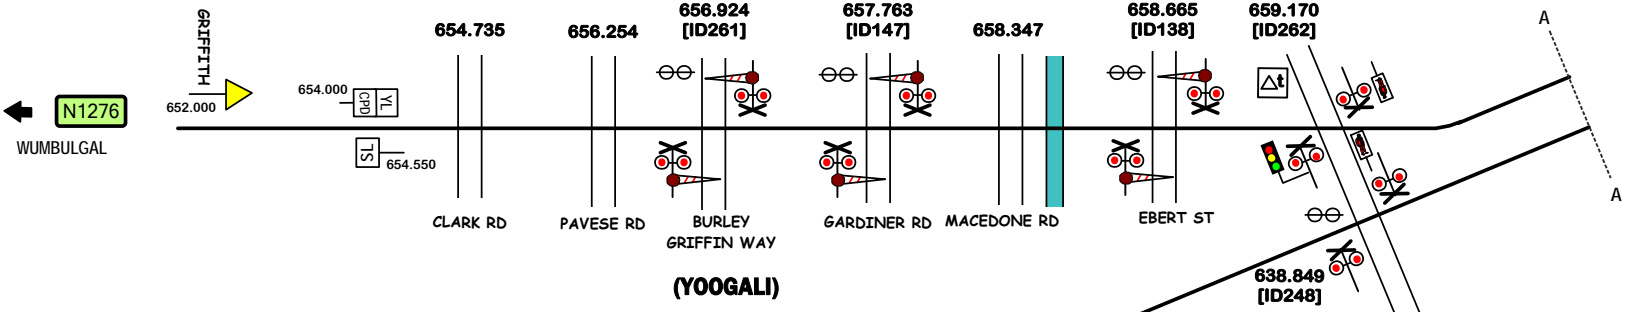 N1276
WUMBULGAL
GRIFFITH
652.000
654.000
CPD
YL
SL
654.550
654.735
CLARK RD
656.254
PAVESE RD
656.924
[ID261]
BURLEY
GRIFFIN WAY
(YOOGALI)
657.763
[ID147]
GARDINER RD
658.347
MACEDONE RD
658.665
[ID138]
EBERT ST
659.170
[ID262]
Δt
638.849
[ID248]
A
A